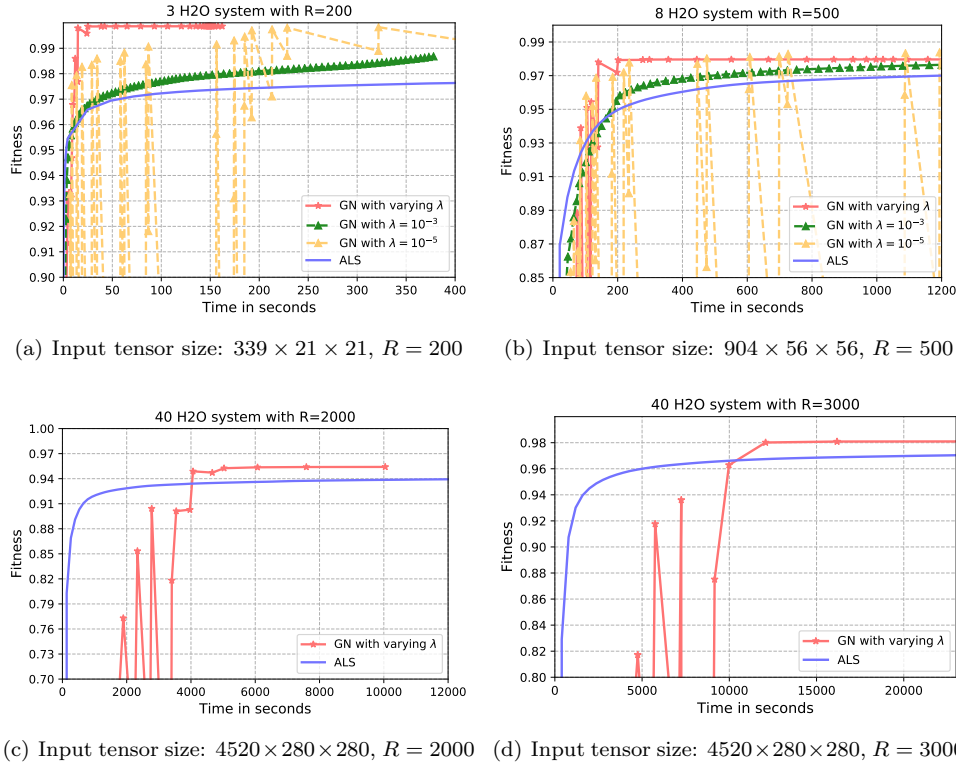 3 H2O system with R=200
0.99
0.98
0.97
0.96
0.95
0.94
0.93
0.92
0.91
0.90
Fitness
GN with varying λ
GN with λ = 10⁻³
GN with λ = 10⁻⁵
ALS
0 50 100 150 200 250 300 350 400
Time in seconds
(a) Input tensor size: 339 × 21 × 21, R = 200
8 H2O system with R=500
0.99
0.97
0.95
0.93
0.91
0.89
0.87
0.85
Fitness
GN with varying λ
GN with λ = 10⁻³
GN with λ = 10⁻⁵
ALS
0 200 400 600 800 1000 1200
Time in seconds
(b) Input tensor size: 904 × 56 × 56, R = 500
40 H2O system with R=2000
1.00
0.97
0.94
0.91
0.88
0.85
0.82
0.79
0.76
0.73
0.70
Fitness
GN with varying λ
ALS
0 2000 4000 6000 8000 10000 12000
Time in seconds
(c) Input tensor size: 4520×280×280, R = 2000
40 H2O system with R=3000
0.98
0.96
0.94
0.92
0.90
0.88
0.86
0.84
0.82
0.80
Fitness
GN with varying λ
ALS
0 5000 10000 15000 20000
Time in seconds
(d) Input tensor size: 4520×280×280, R =